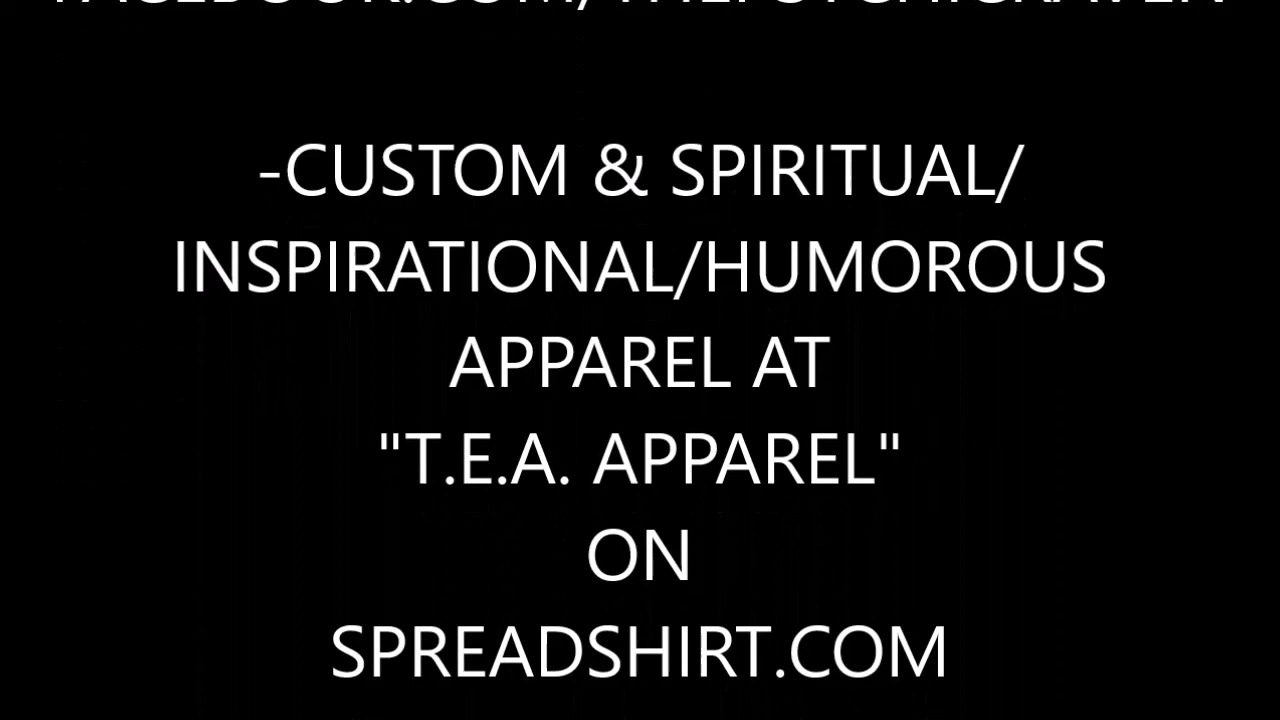 -CUSTOM & SPIRITUAL/
INSPIRATIONAL/HUMOROUS
APPAREL AT
"T.E.A. APPAREL"
ON
SPREADSHIRT.COM